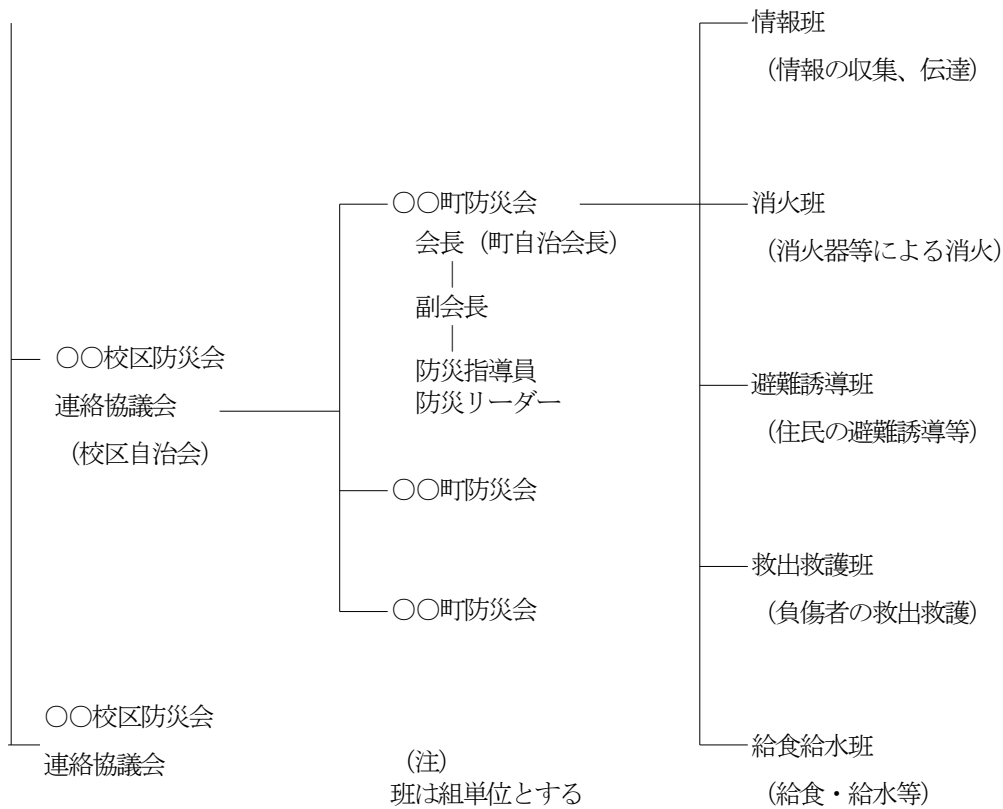 情報班
（情報の収集、伝達）
○○町防災会
会長（町自治会長）
副会長
防災指導員
防災リーダー
消火班
（消火器等による消火）
○○校区防災会
連絡協議会
（校区自治会）
避難誘導班
（住民の避難誘導等）
○○町防災会
救出救護班
（負傷者の救出救護）
○○町防災会
○○校区防災会
連絡協議会
（注）
班は組単位とする
給食給水班
（給食・給水等）